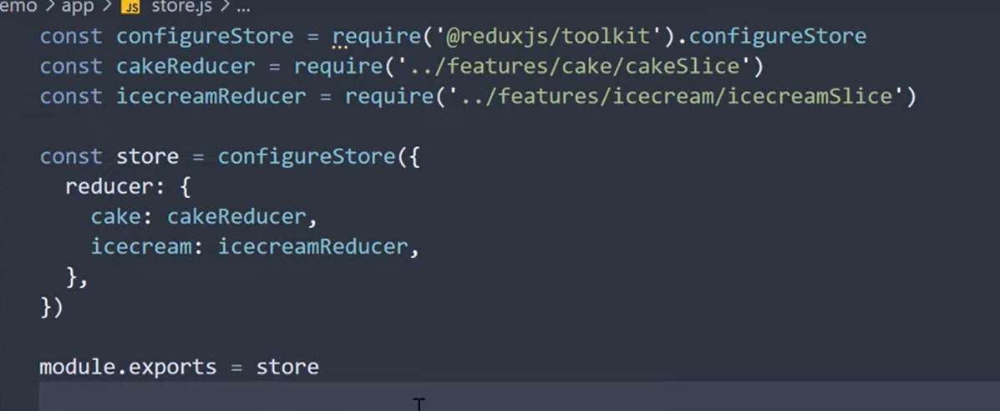 emo > app > JS store.js > ...
const configureStore = require('@reduxjs/toolkit').configureStore
const cakeReducer = require('../features/cake/cakeSlice')
const icecreamReducer = require('../features/icecream/icecreamSlice')
const store = configureStore({
  reducer: {
    cake: cakeReducer,
    icecream: icecreamReducer,
  },
})
module.exports = store